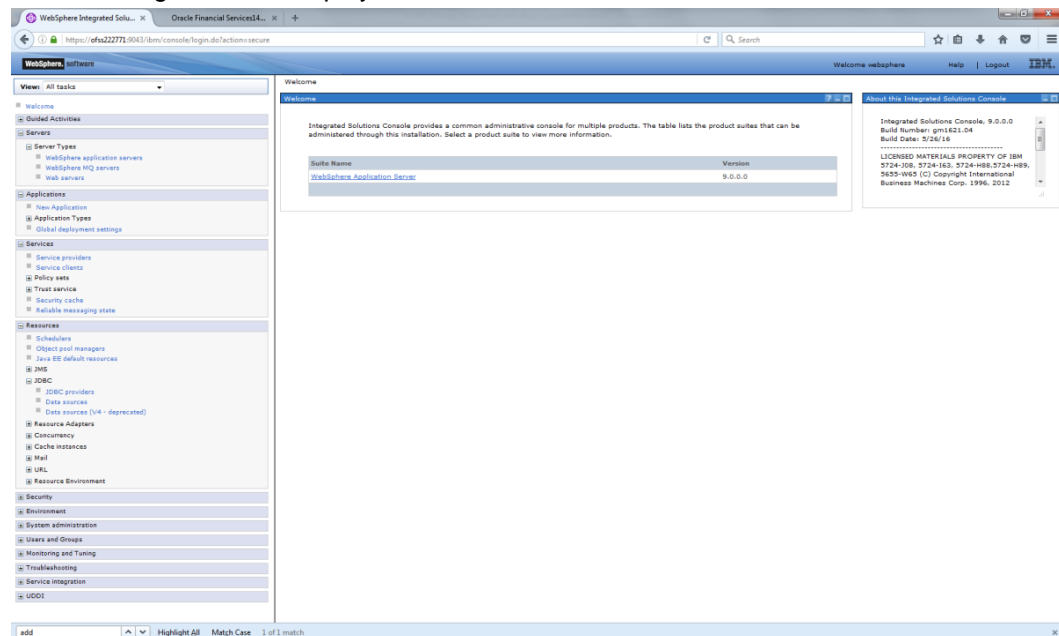 WebSphere Integrated Solu... ×
Oracle Financial Services14... ×
+
https://ofss222771:9043/ibm/console/login.do?action=secure
Search
WebSphere. software
Welcome websphere
Help | Logout
IBM.
View: All tasks
Welcome
Guided Activities
Servers
Server Types
WebSphere application servers
WebSphere MQ servers
Web servers
Applications
New Application
Application Types
Global deployment settings
Services
Service providers
Service clients
Policy sets
Trust service
Security cache
Reliable messaging state
Resources
Schedulers
Object pool managers
Java EE default resources
JMS
JDBC
JDBC providers
Data sources
Data sources (V4 - deprecated)
Resource Adapters
Concurrency
Cache instances
Mail
URL
Resource Environment
Security
Environment
System administration
Users and Groups
Monitoring and Tuning
Troubleshooting
Service integration
UDDI
Welcome
Welcome
Integrated Solutions Console provides a common administrative console for multiple products. The table lists the product suites that can be
administered through this installation. Select a product suite to view more information.
Suite Name Version
WebSphere Application Server 9.0.0.0
About this Integrated Solutions Console
Integrated Solutions Console, 9.0.0.0
Build Number: gm1621.04
Build Date: 5/26/16
----------------------------------------
LICENSED MATERIALS PROPERTY OF IBM
5724-J08, 5724-I63, 5724-H88,5724-H89,
5655-W65 (C) Copyright International
Business Machines Corp. 1996, 2012
add
Highlight All Match Case 1 of 1 match